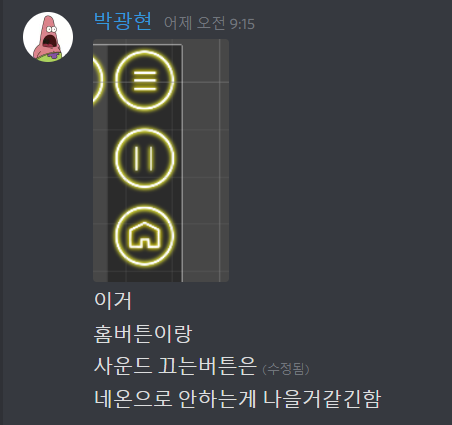 박광현 어제 오전 9:15
이거
홈버튼이랑
사운드 끄는버튼은 (수정됨)
네온으로 안하는게 나을거같긴함